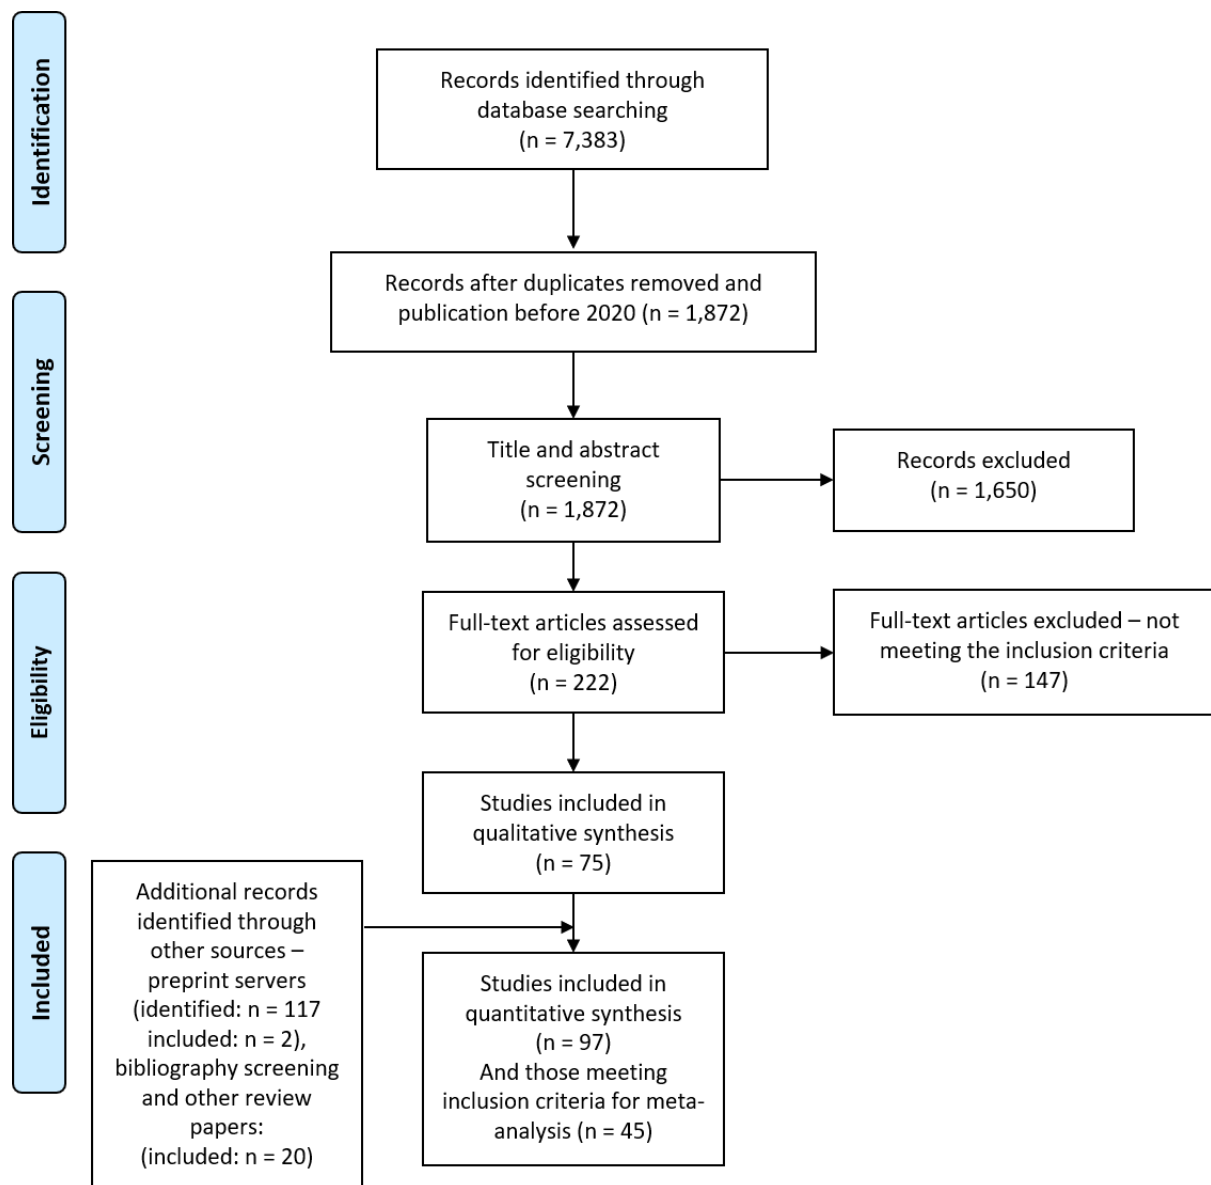 Identification
Records identified through
database searching
(n = 7,383)
Records after duplicates removed and
publication before 2020 (n = 1,872)
Screening
Title and abstract
screening
(n = 1,872)
Records excluded
(n = 1,650)
Eligibility
Full-text articles assessed
for eligibility
(n = 222)
Full-text articles excluded – not
meeting the inclusion criteria
(n = 147)
Studies included in
qualitative synthesis
(n = 75)
Included
Additional records
identified through
other sources –
preprint servers
(identified: n = 117
included: n = 2),
bibliography screening
and other review
papers:
(included: n = 20)
Studies included in
quantitative synthesis
(n = 97)
And those meeting
inclusion criteria for meta-
analysis (n = 45)